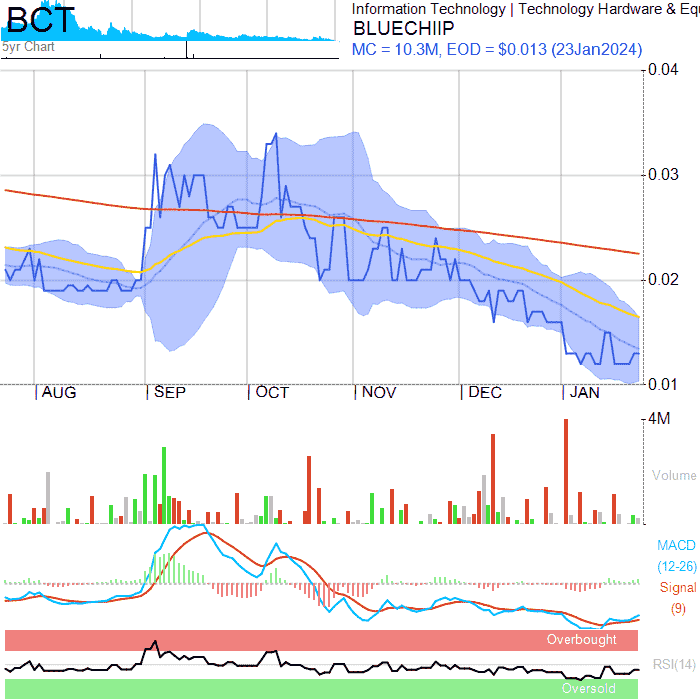 BCT
5yr Chart
Information Technology | Technology Hardware & Equ
BLUECHIIP
MC = 10.3M, EOD = $0.013 (23Jan2024)
0.04
0.03
0.02
0.01
AUG SEP OCT NOV DEC JAN
4M
Volume
MACD
(12-26)
Signal
(9)
Overbought
RSI(14)
Oversold